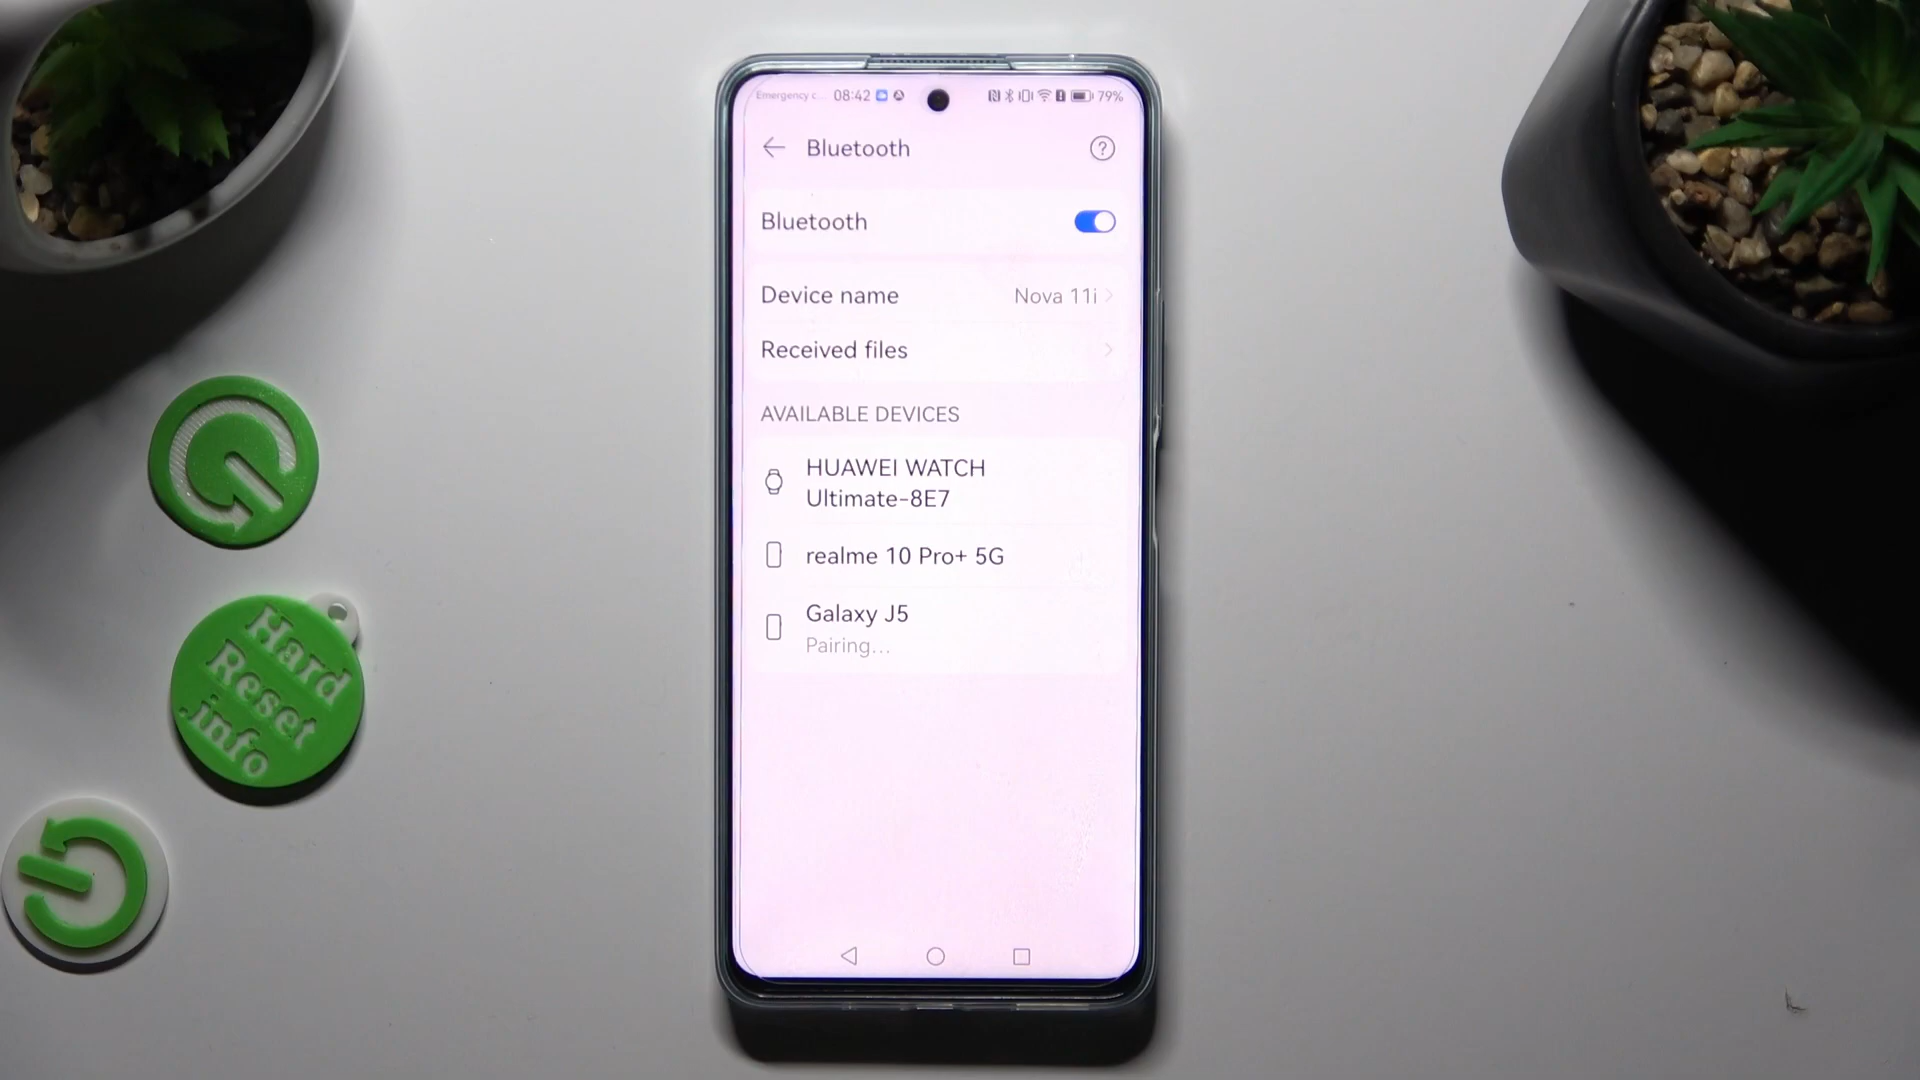 Emergency c... 08:42 79%
Bluetooth
Bluetooth
Device name Nova 11i
Received files
AVAILABLE DEVICES
HUAWEI WATCH
Ultimate-8E7
realme 10 Pro+ 5G
Galaxy J5
Pairing...
Hard
Reset
.info